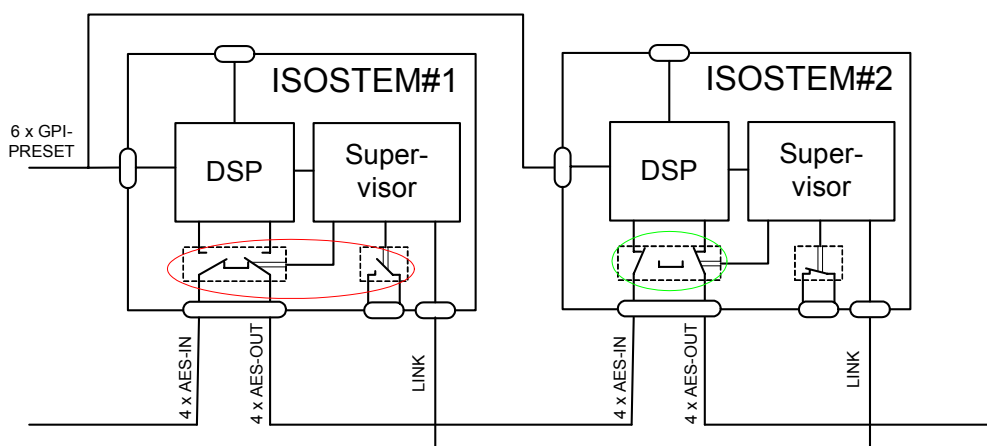 ISOSTEM#1
ISOSTEM#2
6 x GPI-
PRESET
DSP
Super-
visor
DSP
Super-
visor
4 x AES-IN
4 x AES-OUT
LINK
4 x AES-IN
4 x AES-OUT
LINK